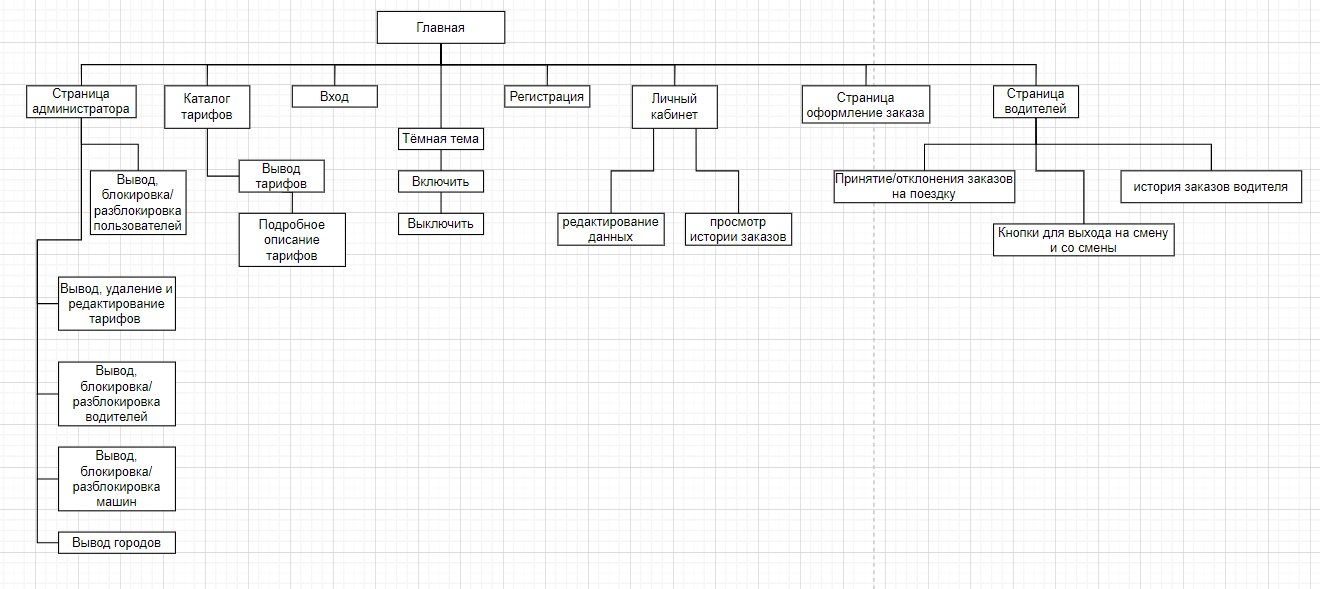 Главная
Страница
администратора
Каталог
тарифов
Вход
Тёмная тема
Регистрация
Личный
кабинет
Страница
оформление заказа
Страница
водителей
Вывод,
блокировка/
разблокировка
пользователей
Вывод
тарифов
Подробное
описание
тарифов
Включить
Выключить
редактирование
данных
просмотр
истории заказов
Принятие/отклонения заказов
на поездку
Кнопки для выхода на смену
и со смены
история заказов водителя
Вывод, удаление и
редактирование
тарифов
Вывод,
блокировка/
разблокировка
водителей
Вывод,
блокировка/
разблокировка
машин
Вывод городов